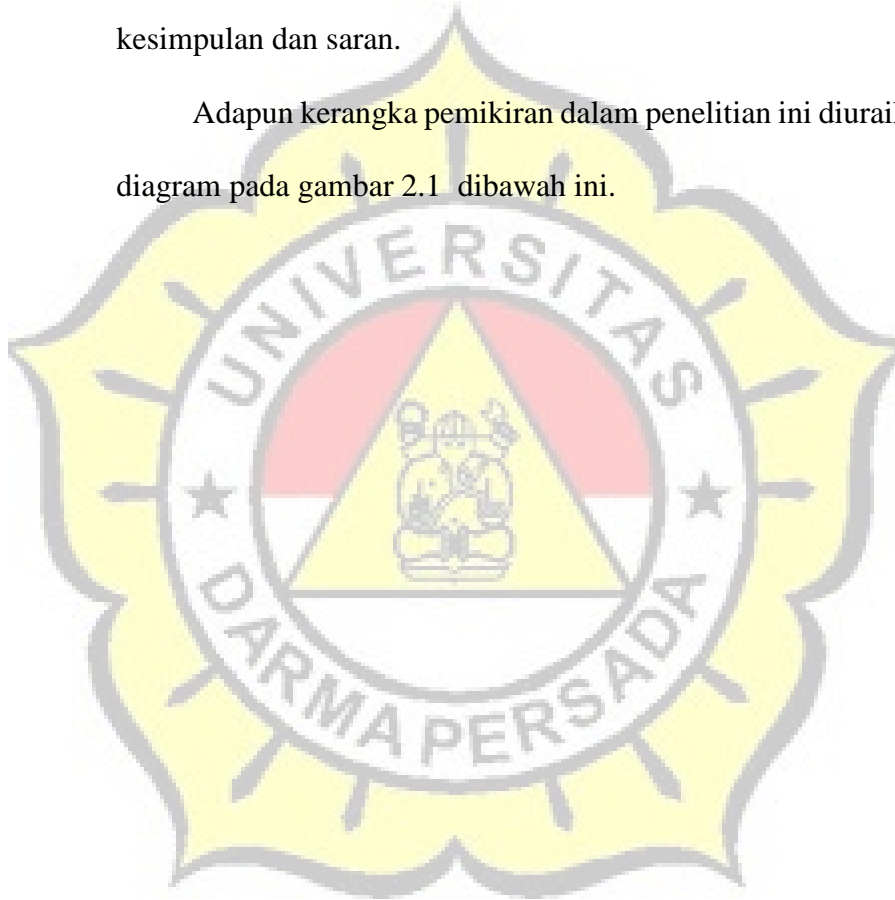 kesimpulan dan saran.
Adapun kerangka pemikiran dalam penelitian ini
diagram pada gambar 2.1 dibawah ini.
UNIVERSITAS
DARMA PERSADA